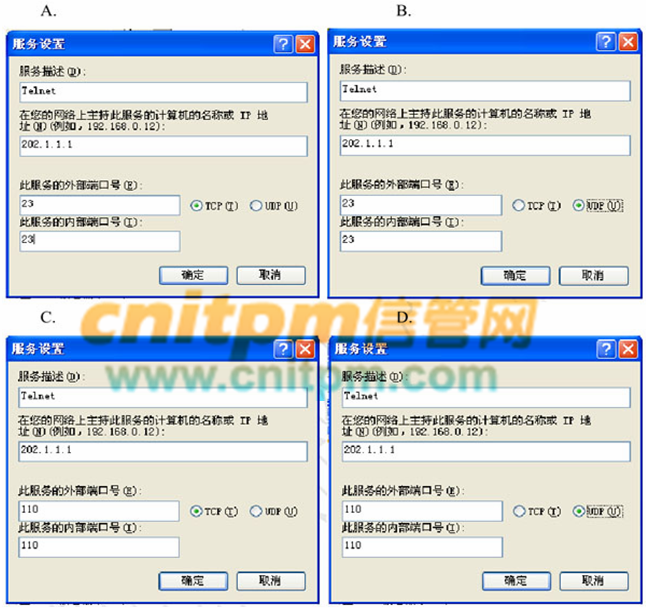 A.
服务设置
服务描述(D):
Telnet
在您的网络上主持此服务的计算机的名称或 IP 地
址(N)(例如，192.168.0.12):
202.1.1.1
此服务的外部端口号(E):
23
TCP(T)
UDP(U)
此服务的内部端口号(I):
23
确定
取消
B.
服务设置
服务描述(D):
Telnet
在您的网络上主持此服务的计算机的名称或 IP 地
址(N)(例如，192.168.0.12):
202.1.1.1
此服务的外部端口号(E):
23
TCP(T)
UDP(U)
此服务的内部端口号(I):
23
确定
取消
cnitpm信管网
www.cnitpm.com
C.
服务设置
服务描述(D):
Telnet
在您的网络上主持此服务的计算机的名称或 IP 地
址(N)(例如，192.168.0.12):
202.1.1.1
此服务的外部端口号(E):
110
TCP(T)
UDP(U)
此服务的内部端口号(I):
110
确定
取消
D.
服务设置
服务描述(D):
Telnet
在您的网络上主持此服务的计算机的名称或 IP 地
址(N)(例如，192.168.0.12):
202.1.1.1
此服务的外部端口号(E):
110
TCP(T)
UDP(U)
此服务的内部端口号(I):
110
确定
取消